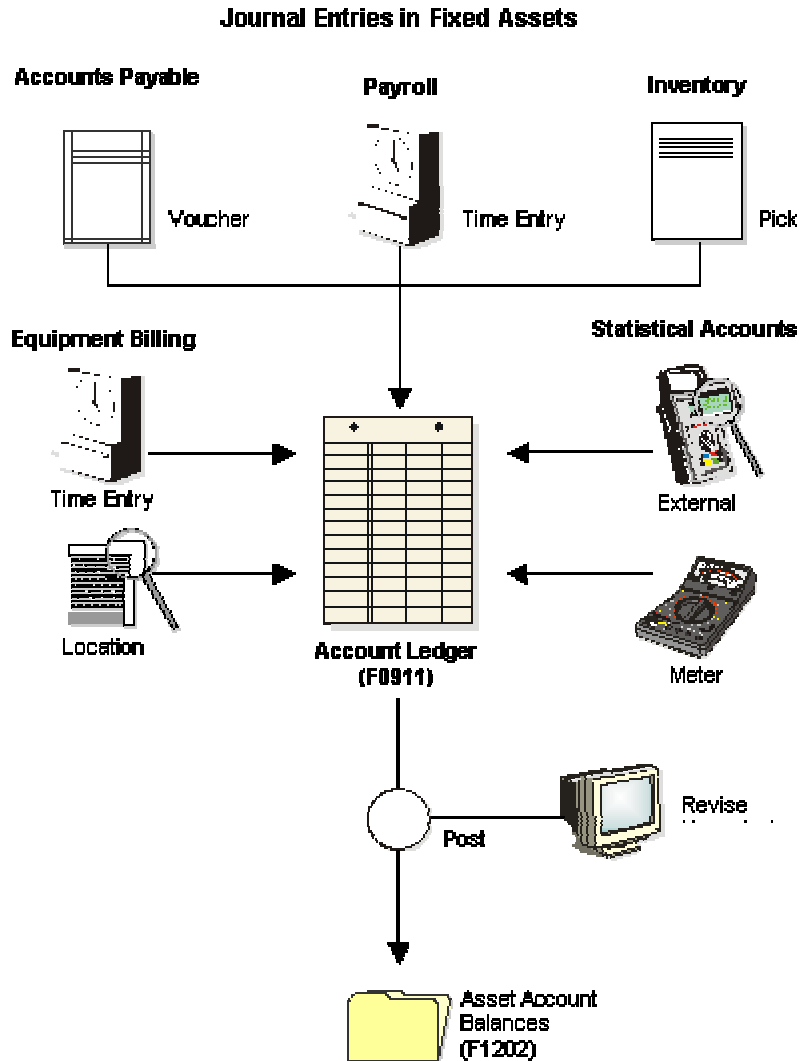 Journal Entries in Fixed Assets
Accounts Payable
Payroll
Inventory
Voucher
Time Entry
Pick
Equipment Billing
Statistical Accounts
Time Entry
External
Location
Meter
Account Ledger
(F0911)
Revise
Post
Asset Account
Balances
(F1202)